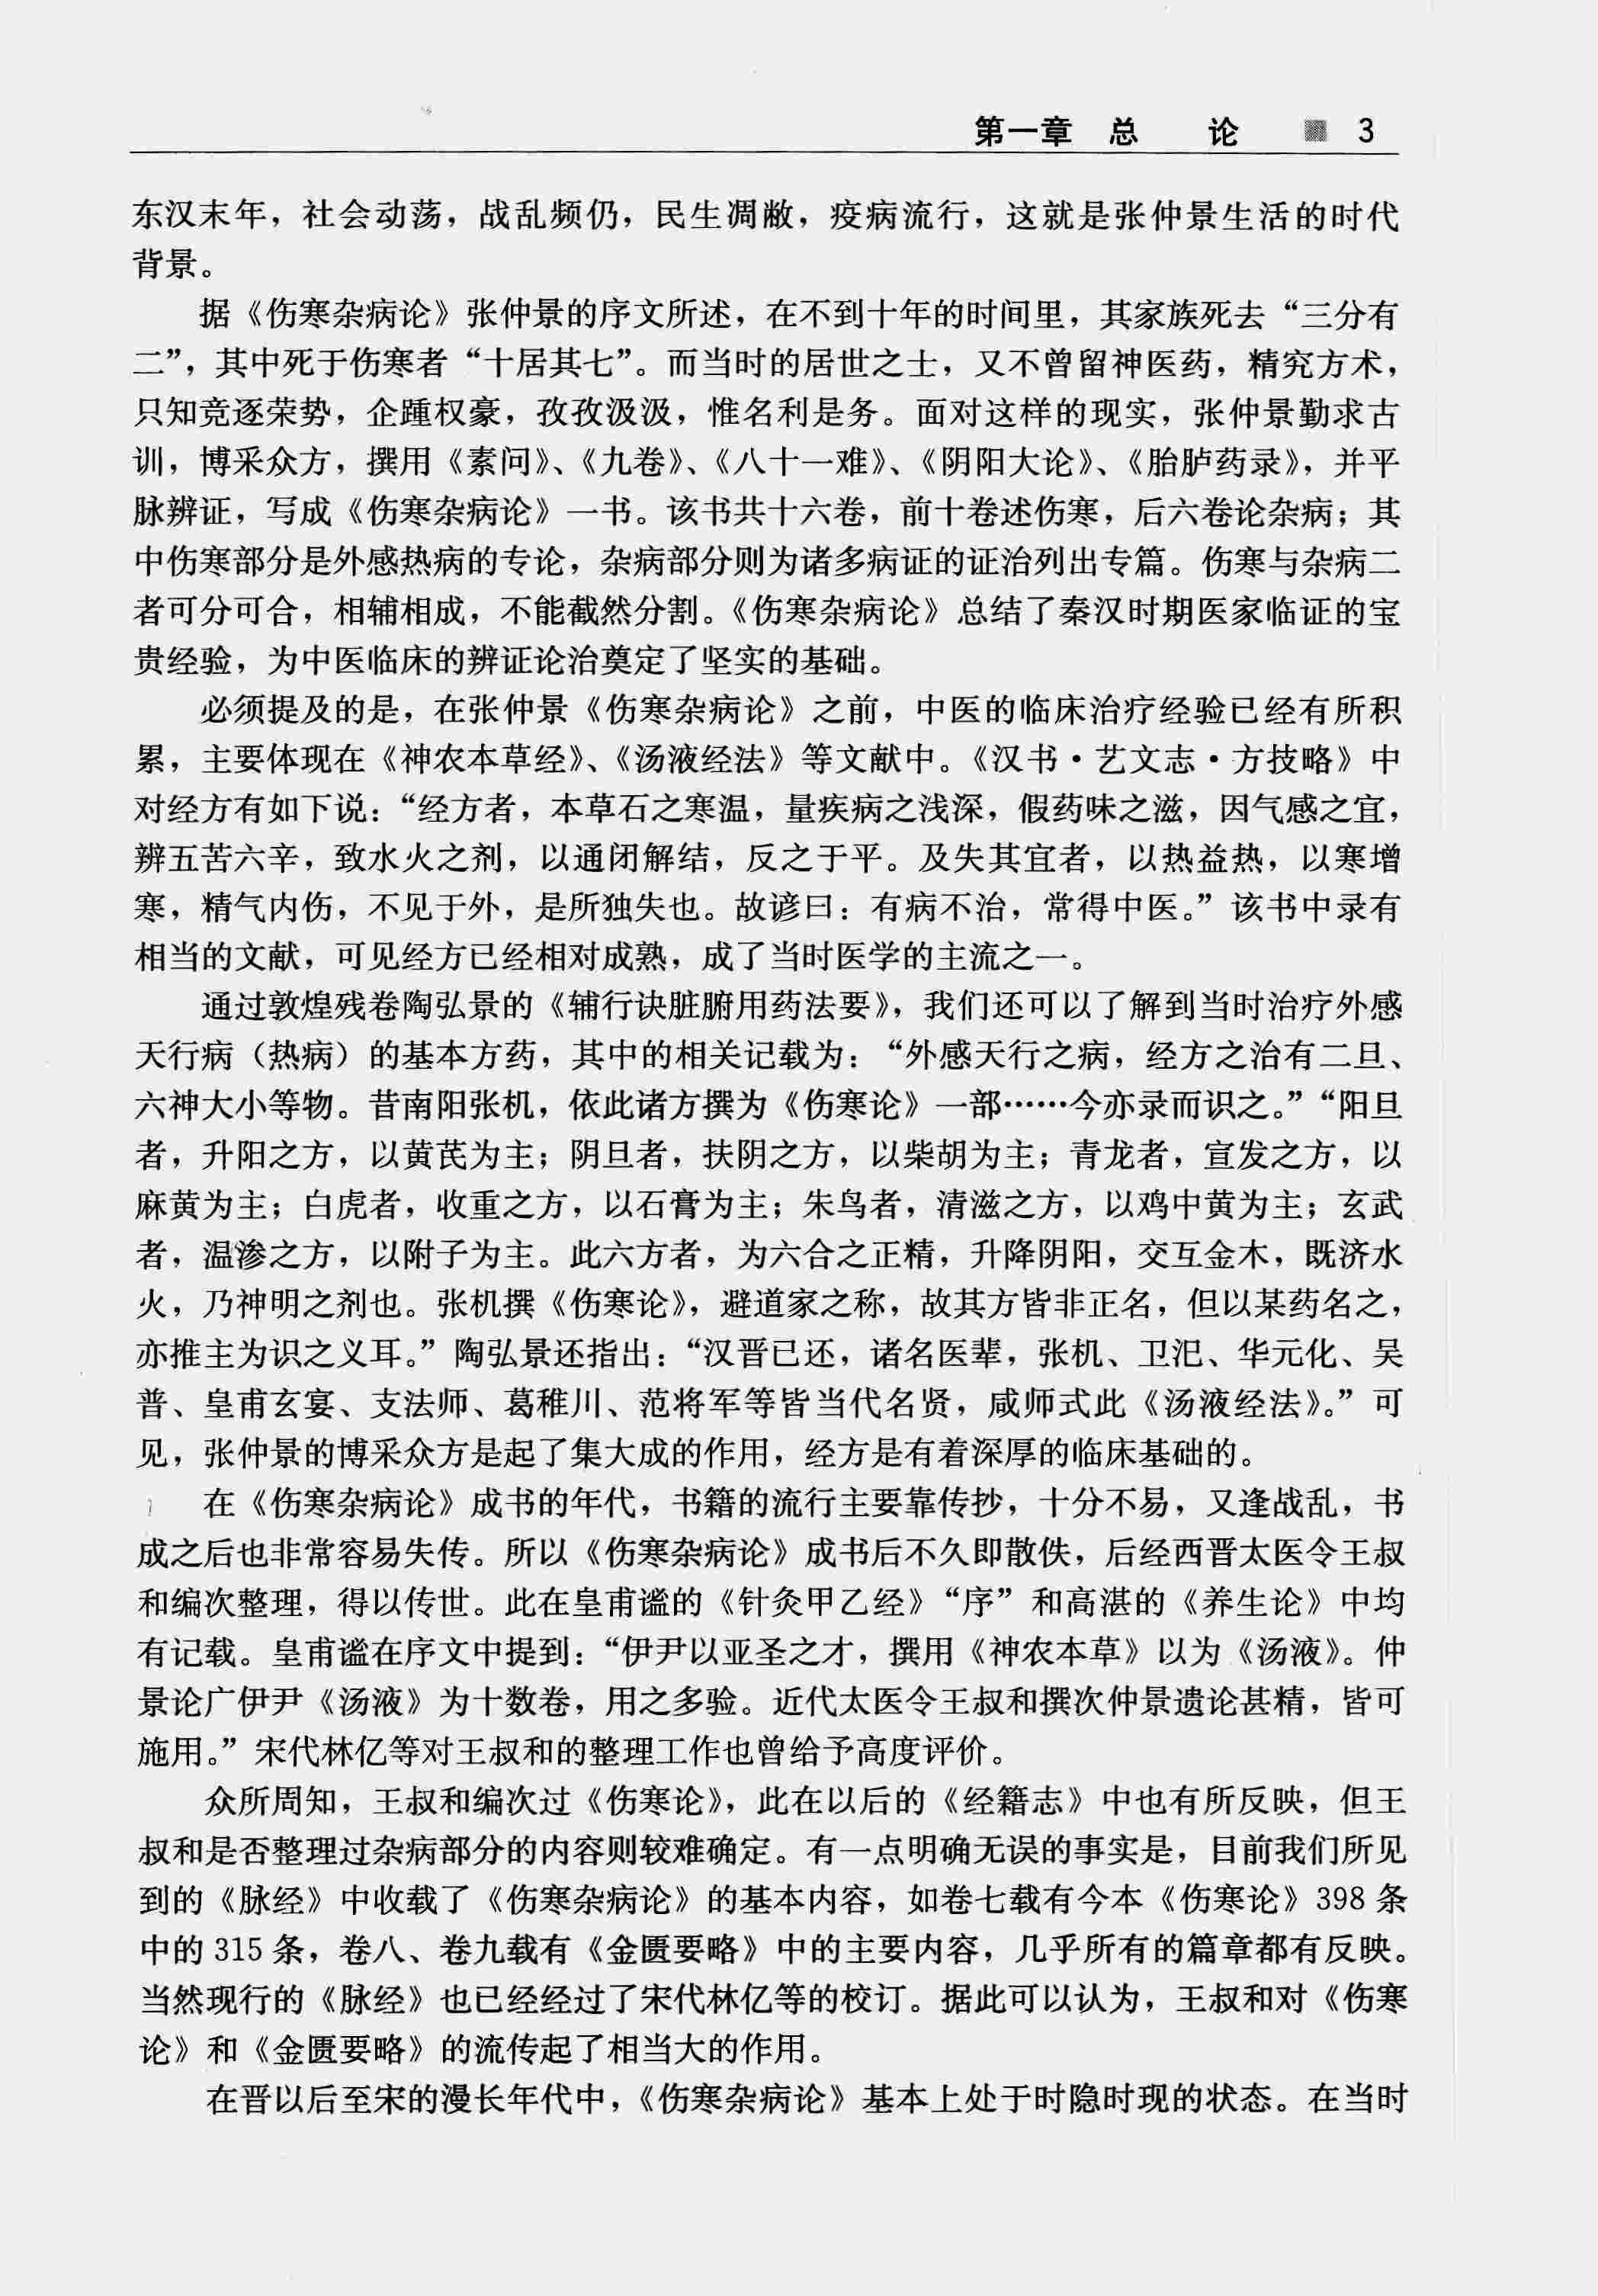 第一章 总 论 3
东汉末年，社会动荡，战乱频仍，民生凋敝，疫病流行，这就是张仲景生活的时代
背景。
据《伤寒杂病论》张仲景的序文所述，在不到十年的时间里，其家族死去“三分有
二”，其中死于伤寒者“十居其七”。而当时的居世之士，又不曾留神医药，精究方术，
只知竞逐荣势，企踵权豪，孜孜汲汲，惟名利是务。面对这样的现实，张仲景勤求古
训，博采众方，撰用《素问》、《九卷》、《八十一难》、《阴阳大论》、《胎胪药录》，并平
脉辨证，写成《伤寒杂病论》一书。该书共十六卷，前十卷述伤寒，后六卷论杂病；其
中伤寒部分是外感热病的专论，杂病部分则为诸多病证的证治列出专篇。伤寒与杂病二
者可分可合，相辅相成，不能截然分割。《伤寒杂病论》总结了秦汉时期医家临证的宝
贵经验，为中医临床的辨证论治奠定了坚实的基础。
必须提及的是，在张仲景《伤寒杂病论》之前，中医的临床治疗经验已经有所积
累，主要体现在《神农本草经》、《汤液经法》等文献中。《汉书·艺文志·方技略》中
对经方有如下说：“经方者，本草石之寒温，量疾病之浅深，假药味之滋，因气感之宜，
辨五苦六辛，致水火之剂，以通闭解结，反之于平。及失其宜者，以热益热，以寒增
寒，精气内伤，不见于外，是所独失也。故谚曰：有病不治，常得中医。”该书中录有
相当的文献，可见经方已经相对成熟，成了当时医学的主流之一。
通过敦煌残卷陶弘景的《辅行诀脏腑用药法要》，我们还可以了解到当时治疗外感
天行病（热病）的基本方药，其中的相关记载为：“外感天行之病，经方之治有二旦、
六神大小等物。昔南阳张机，依此诸方撰为《伤寒论》一部……今亦录而识之。”“阳旦
者，升阳之方，以黄芪为主；阴旦者，扶阴之方，以柴胡为主；青龙者，宣发之方，以
麻黄为主；白虎者，收重之方，以石膏为主；朱鸟者，清滋之方，以鸡中黄为主；玄武
者，温渗之方，以附子为主。此六方者，为六合之正精，升降阴阳，交互金木，既济水
火，乃神明之剂也。张机撰《伤寒论》，避道家之称，故其方皆非正名，但以某药名之，
亦推主为识之义耳。”陶弘景还指出：“汉晋已还，诸名医辈，张机、卫汜、华元化、吴
普、皇甫玄宴、支法师、葛稚川、范将军等皆当代名贤，咸师式此《汤液经法》。”可
见，张仲景的博采众方是起了集大成的作用，经方是有着深厚的临床基础的。
在《伤寒杂病论》成书的年代，书籍的流行主要靠传抄，十分不易，又逢战乱，书
成之后也非常容易失传。所以《伤寒杂病论》成书后不久即散佚，后经西晋太医令王叔
和编次整理，得以传世。此在皇甫谧的《针灸甲乙经》“序”和高湛的《养生论》中均
有记载。皇甫谧在序文中提到：“伊尹以亚圣之才，撰用《神农本草》以为《汤液》。仲
景论广伊尹《汤液》为十数卷，用之多验。近代太医令王叔和撰次仲景遗论甚精，皆可
施用。”宋代林亿等对王叔和的整理工作也曾给予高度评价。
众所周知，王叔和编次过《伤寒论》，此在以后的《经籍志》中也有所反映，但王
叔和是否整理过杂病部分的内容则较难确定。有一点明确无误的事实是，目前我们所见
到的《脉经》中收载了《伤寒杂病论》的基本内容，如卷七载有今本《伤寒论》398 条
中的 315 条，卷八、卷九载有《金匮要略》中的主要内容，几乎所有的篇章都有反映。
当然现行的《脉经》也已经经过了宋代林亿等的校订。据此可以认为，王叔和对《伤寒
论》和《金匮要略》的流传起了相当大的作用。
在晋以后至宋的漫长年代中，《伤寒杂病论》基本上处于时隐时现的状态。在当时